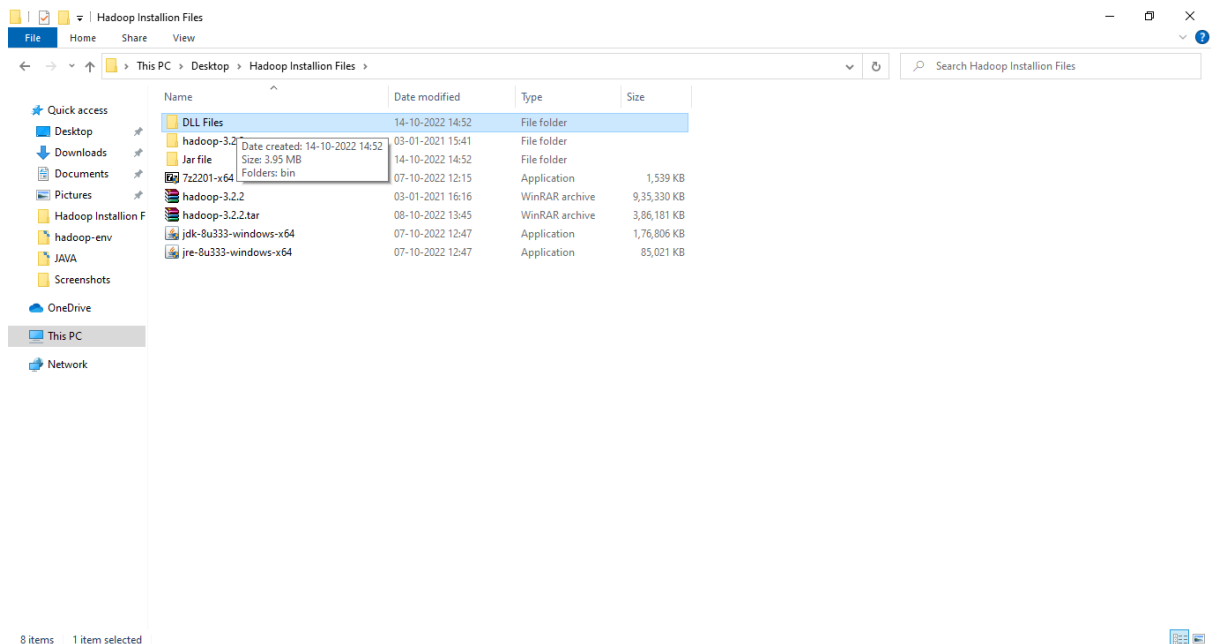 Hadoop Installion Files
File Home Share View
This PC > Desktop > Hadoop Installion Files >
Search Hadoop Installion Files
Name Date modified Type Size
Quick access
Desktop
Downloads
Documents
Pictures
Hadoop Installion F
hadoop-env
JAVA
Screenshots
OneDrive
This PC
Network
DLL Files 14-10-2022 14:52 File folder
hadoop-3.2 03-01-2021 15:41 File folder
Jar file 14-10-2022 14:52 File folder
7z2201-x64 07-10-2022 12:15 Application 1,539 KB
hadoop-3.2.2 03-01-2021 16:16 WinRAR archive 9,35,330 KB
hadoop-3.2.2.tar 08-10-2022 13:45 WinRAR archive 3,86,181 KB
jdk-8u333-windows-x64 07-10-2022 12:47 Application 1,76,806 KB
jre-8u333-windows-x64 07-10-2022 12:47 Application 85,021 KB
Date created: 14-10-2022 14:52
Size: 3.95 MB
Folders: bin
8 items 1 item selected